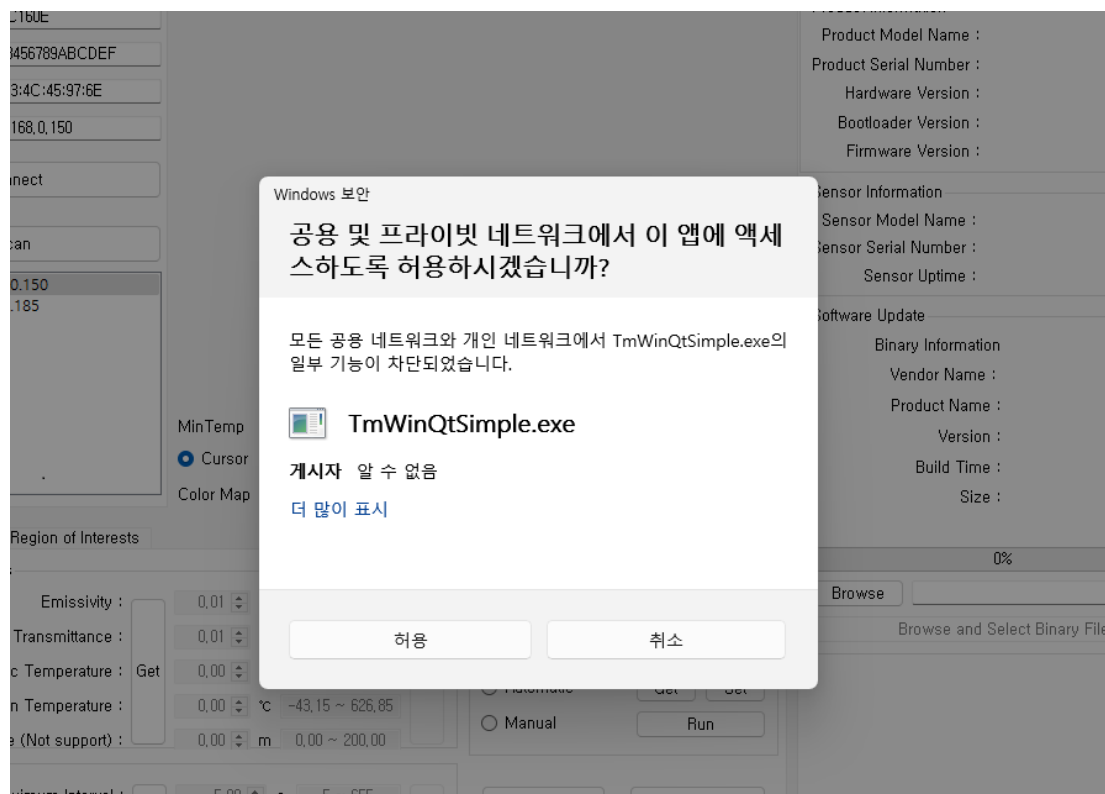 C160E
3456789ABCDEF
3:4C:45:97:6E
168,0,150
0.150
.185
MinTemp
Cursor
Color Map
Region of Interests
Emissivity :
0,01
Transmittance :
0,01
Temperature :
Get
0,00
Temperature :
0,00
℃
-43,15 ~ 626,85
(Not support) :
0,00
m
0,00 ~ 200,00
Windows 보안
공용 및 프라이빗 네트워크에서 이 앱에 액세
스하도록 허용하시겠습니까?
모든 공용 네트워크와 개인 네트워크에서 TmWinQtSimple.exe의
일부 기능이 차단되었습니다.
TmWinQtSimple.exe
게시자 알 수 없음
더 많이 표시
허용
취소
Manual
Run
Product Model Name :
Product Serial Number :
Hardware Version :
Bootloader Version :
Firmware Version :
Sensor Information
Sensor Model Name :
Sensor Serial Number :
Sensor Uptime :
Software Update
Binary Information
Vendor Name :
Product Name :
Version :
Build Time :
Size :
0%
Browse
Browse and Select Binary File